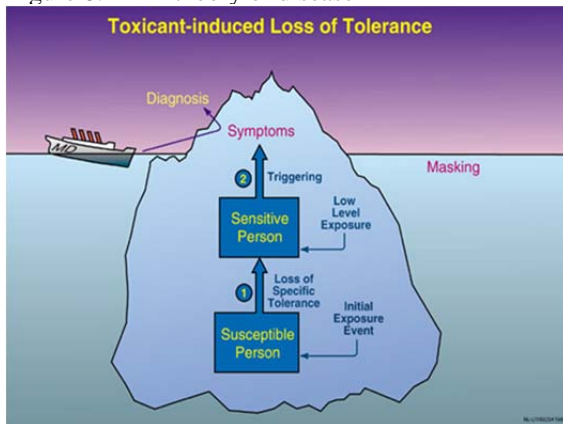 Toxicant-induced Loss of Tolerance
Diagnosis
Symptoms
MD
Masking
2
Triggering
Sensitive
Person
Low
Level
Exposure
1
Loss of
Specific
Tolerance
Susceptible
Person
Initial
Exposure
Event